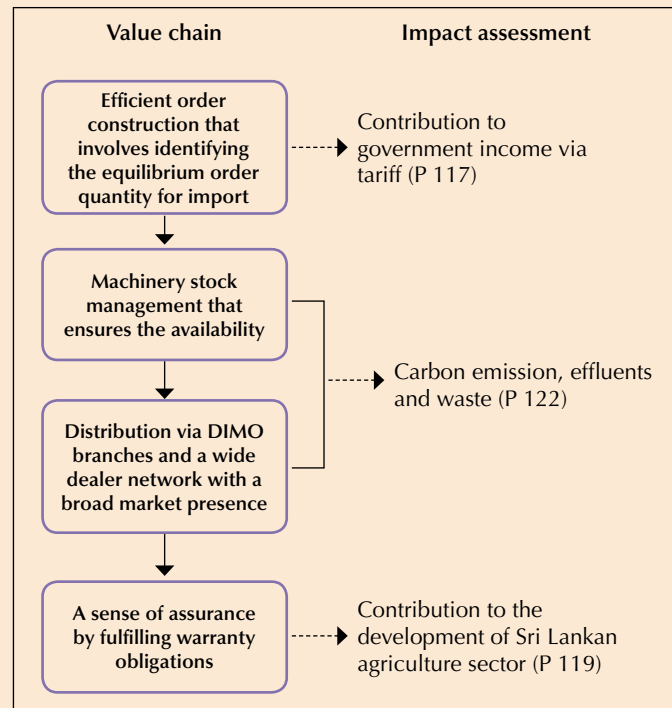 Value chain
Impact assessment
Efficient order
construction that
involves identifying
the equilibrium order
quantity for import
Contribution to
government income via
tariff (P 117)
Machinery stock
management that
ensures the availability
Carbon emission, effluents
and waste (P 122)
Distribution via DIMO
branches and a wide
dealer network with a
broad market presence
A sense of assurance
by fulfilling warranty
obligations
Contribution to the
development of Sri Lankan
agriculture sector (P 119)